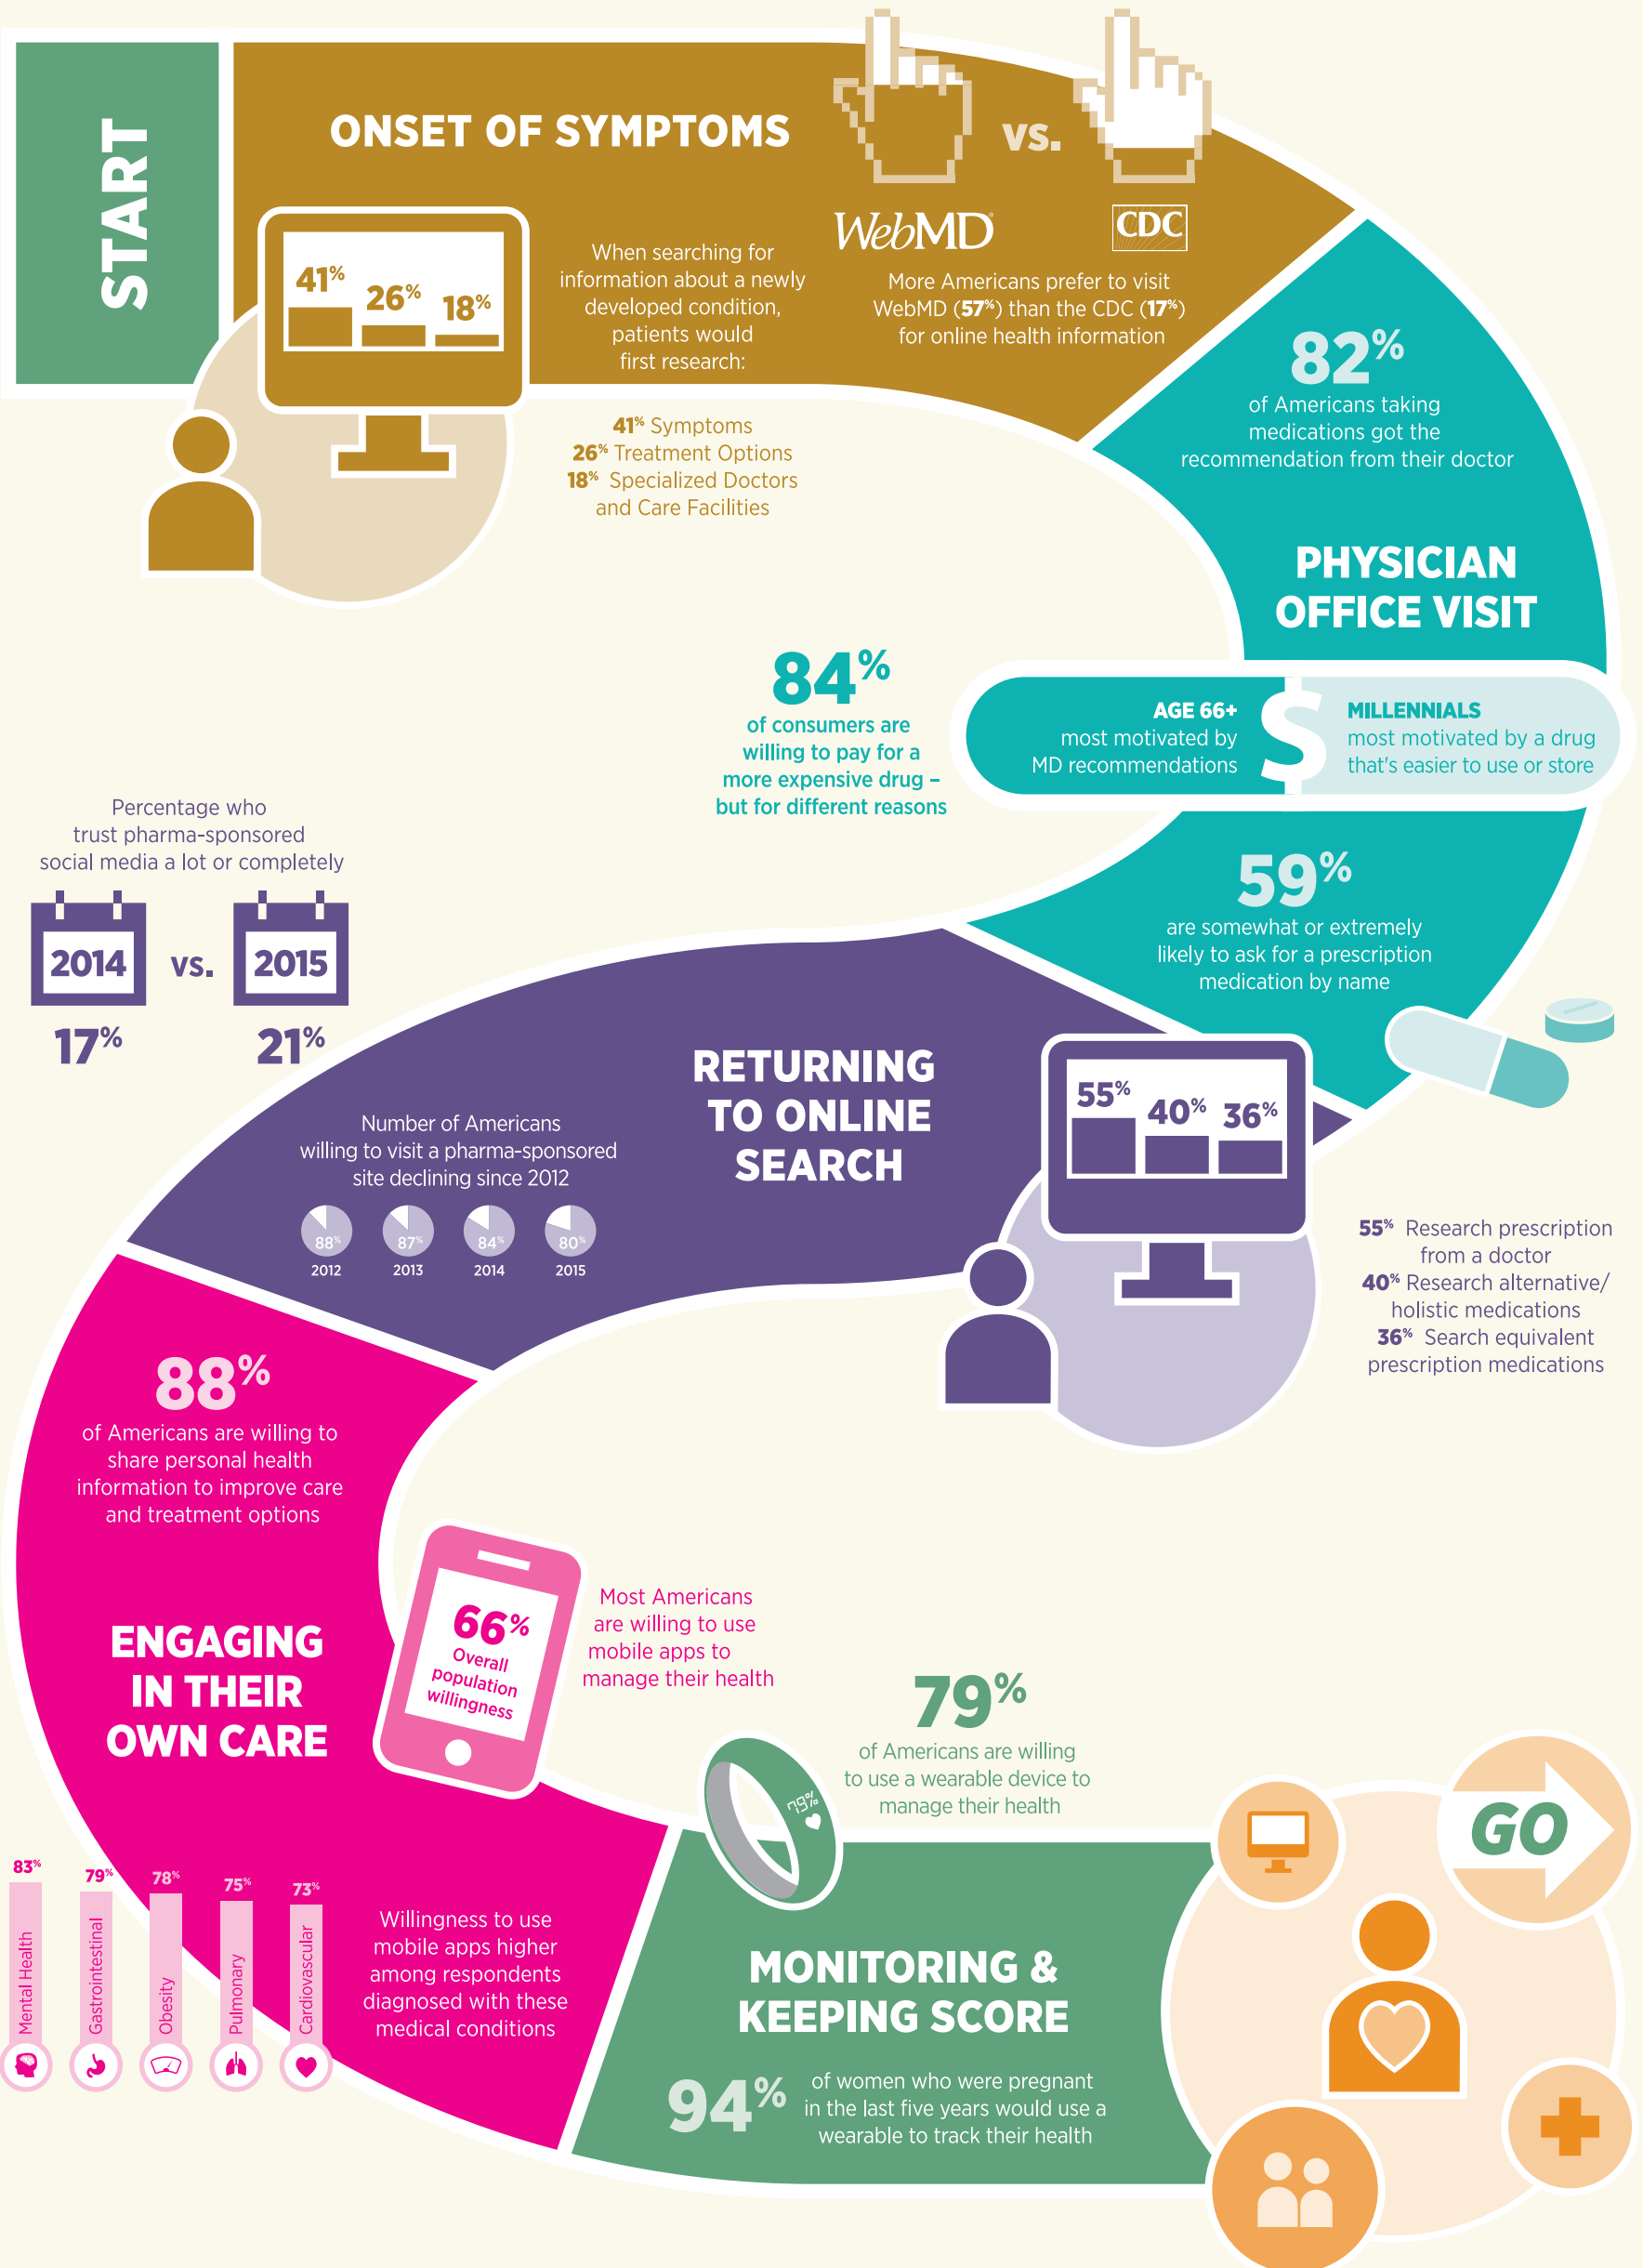 START
ONSET OF SYMPTOMS
VS.
WebMD
CDC
41%
26%
18%
When searching for
information about a newly
developed condition,
patients would
first research:
41% Symptoms
26% Treatment Options
18% Specialized Doctors
and Care Facilities
More Americans prefer to visit
WebMD (57%) than the CDC (17%)
for online health information
82%
of Americans taking
medications got the
recommendation from their doctor
PHYSICIAN
OFFICE VISIT
84%
of consumers are
willing to pay for a
more expensive drug –
but for different reasons
AGE 66+
most motivated by
MD recommendations
$
MILLENNIALS
most motivated by a drug
that's easier to use or store
59%
are somewhat or extremely
likely to ask for a prescription
medication by name
Percentage who
trust pharma-sponsored
social media a lot or completely
2014
vs.
2015
17%
21%
RETURNING
TO ONLINE
SEARCH
Number of Americans
willing to visit a pharma-sponsored
site declining since 2012
88%
87%
84%
80%
2012
2013
2014
2015
55%
40%
36%
55% Research prescription
from a doctor
40% Research alternative/
holistic medications
36% Search equivalent
prescription medications
88%
of Americans are willing to
share personal health
information to improve care
and treatment options
ENGAGING
IN THEIR
OWN CARE
66%
Overall
population
willingness
Most Americans
are willing to use
mobile apps to
manage their health
83%
79%
78%
75%
73%
Mental Health
Gastrointestinal
Obesity
Pulmonary
Cardiovascular
Willingness to use
mobile apps higher
among respondents
diagnosed with these
medical conditions
79%
of Americans are willing
to use a wearable device to
manage their health
79%
MONITORING &
KEEPING SCORE
94%
of women who were pregnant
in the last five years would use a
wearable to track their health
GO